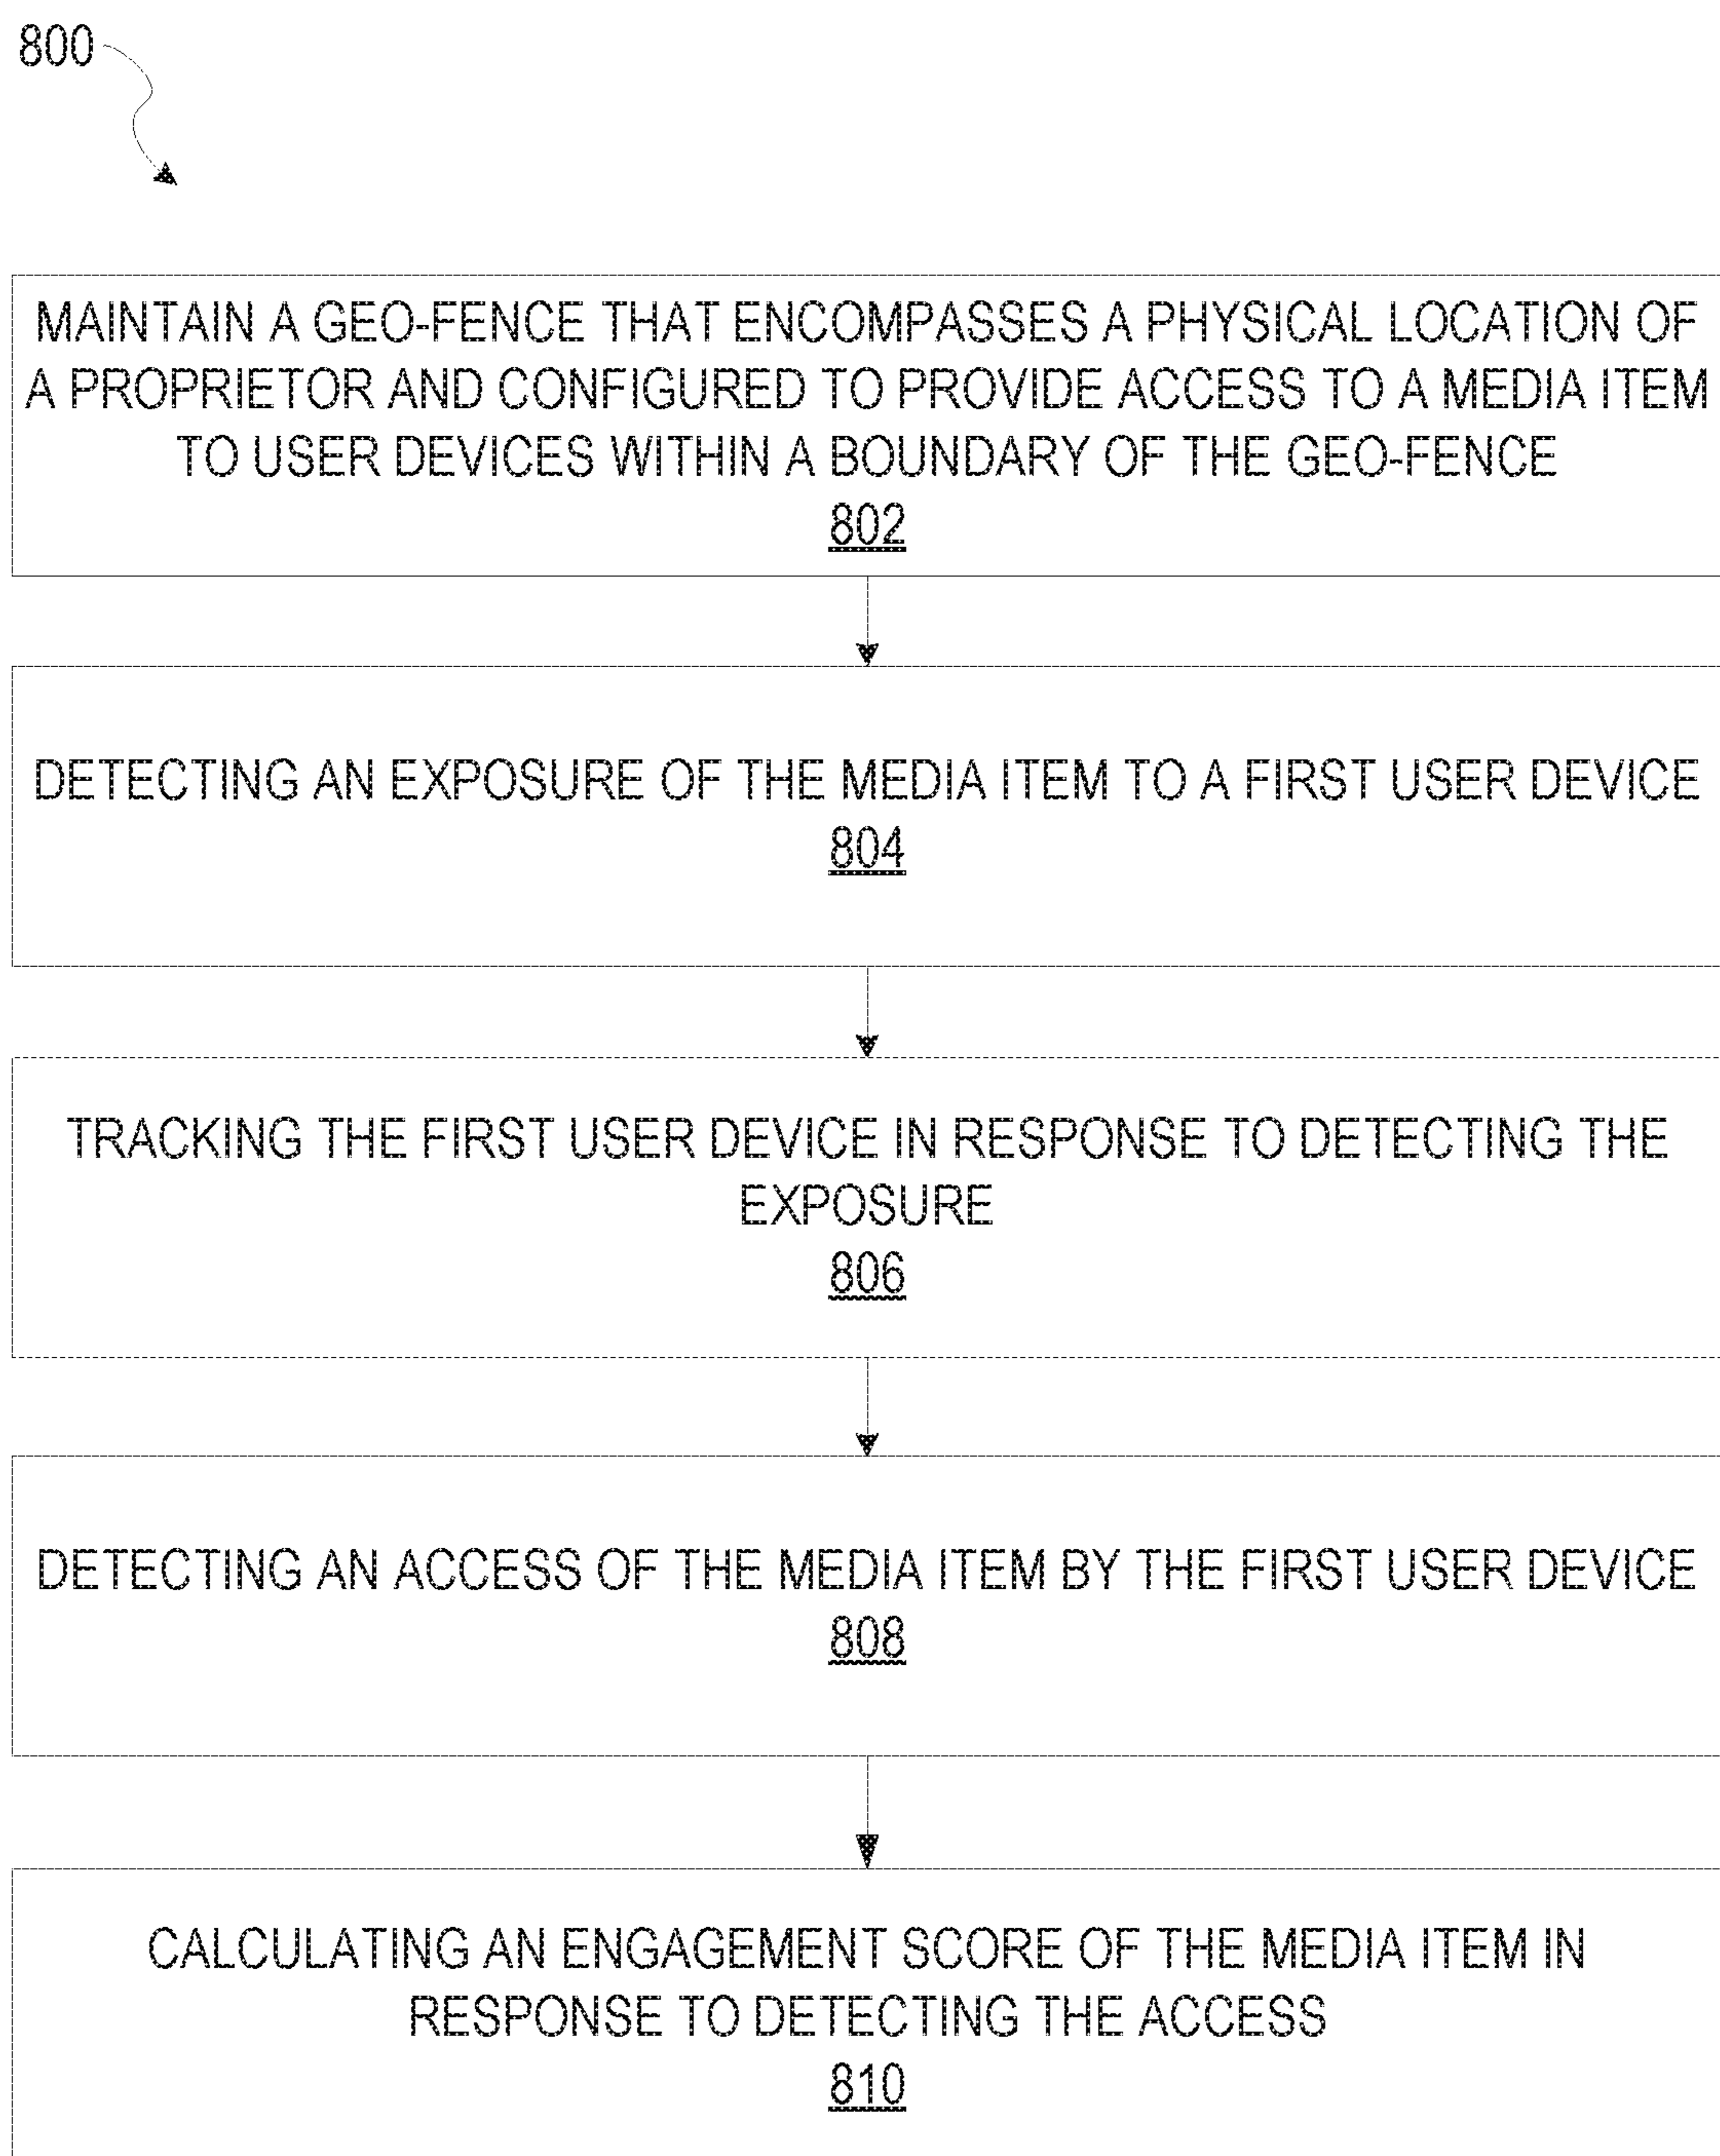 800
MAINTAIN A GEO-FENCE THAT ENCOMPASSES A PHYSICAL LOCATION OF
A PROPRIETOR AND CONFIGURED TO PROVIDE ACCESS TO A MEDIA ITEM
TO USER DEVICES WITHIN A BOUNDARY OF THE GEO-FENCE
802
DETECTING AN EXPOSURE OF THE MEDIA ITEM TO A FIRST USER DEVICE
804
TRACKING THE FIRST USER DEVICE IN RESPONSE TO DETECTING THE
EXPOSURE
806
DETECTING AN ACCESS OF THE MEDIA ITEM BY THE FIRST USER DEVICE
808
CALCULATING AN ENGAGEMENT SCORE OF THE MEDIA ITEM IN
RESPONSE TO DETECTING THE ACCESS
810